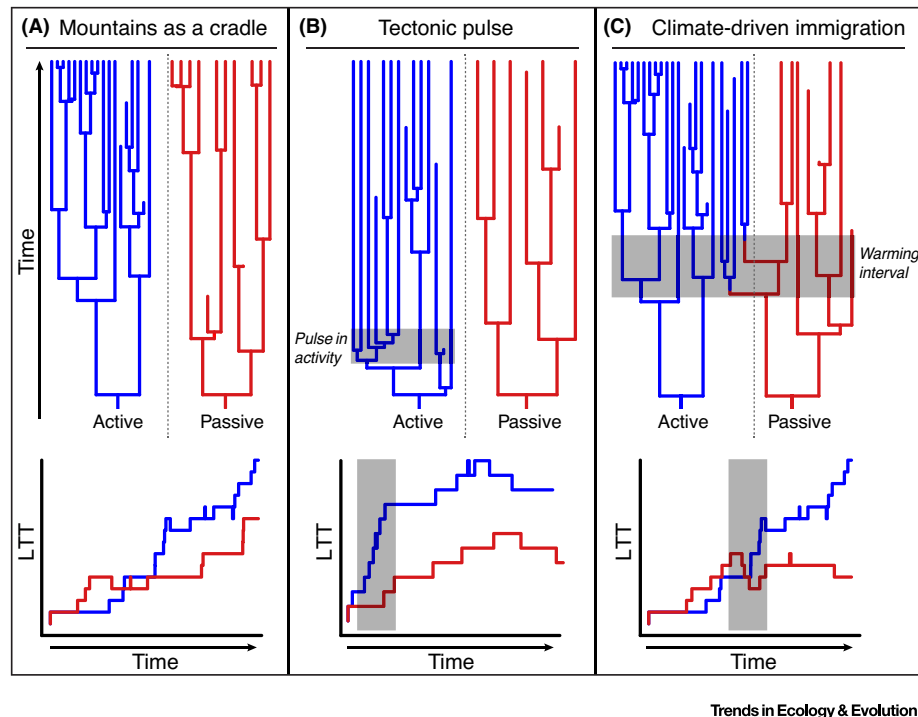 (A) Mountains as a cradle
(B) Tectonic pulse
(C) Climate-driven immigration
Time
Active
Passive
Pulse in
activity
Active
Passive
Warming
interval
Active
Passive
LTT
Time
LTT
Time
LTT
Time
Trends in Ecology & Evolution